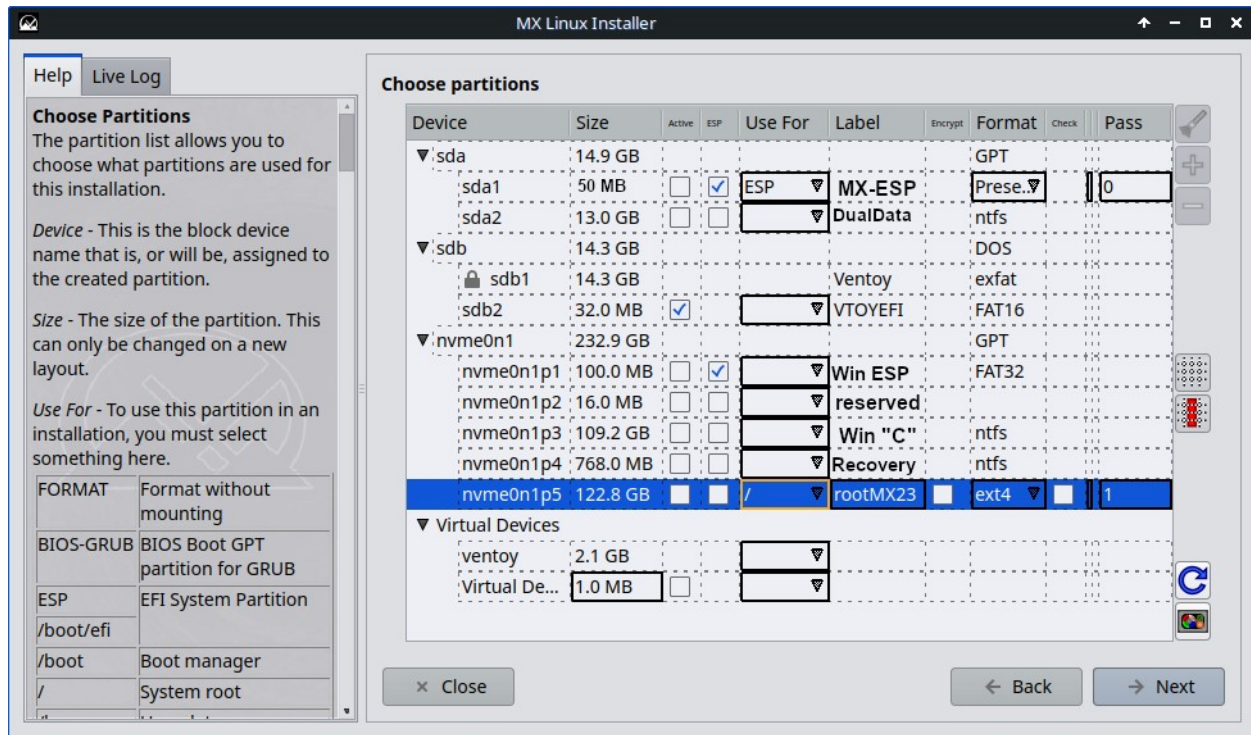 MX Linux Installer
Help Live Log
Choose Partitions
The partition list allows you to
choose what partitions are used for
this installation.
Device - This is the block device
name that is, or will be, assigned to
the created partition.
Size - The size of the partition. This
can only be changed on a new
layout.
Use For - To use this partition in an
installation, you must select
something here.
FORMAT Format without
mounting
BIOS-GRUB BIOS Boot GPT
partition for GRUB
ESP EFI System Partition
/boot/efi
/boot Boot manager
/ System root
Choose partitions
Device Size Active ESP Use For Label Encrypt Format Check Pass
sda 14.9 GB GPT
sda1 50 MB ESP MX-ESP Prese.. 0
sda2 13.0 GB DualData ntfs
sdb 14.3 GB DOS
sdb1 14.3 GB Ventoy exfat
sdb2 32.0 MB VTOYEFI FAT16
nvme0n1 232.9 GB GPT
nvme0n1p1 100.0 MB Win ESP FAT32
nvme0n1p2 16.0 MB reserved
nvme0n1p3 109.2 GB Win "C" ntfs
nvme0n1p4 768.0 MB Recovery ntfs
nvme0n1p5 122.8 GB / rootMX23 ext4 1
Virtual Devices
ventoy 2.1 GB
Virtual De... 1.0 MB
Close Back Next